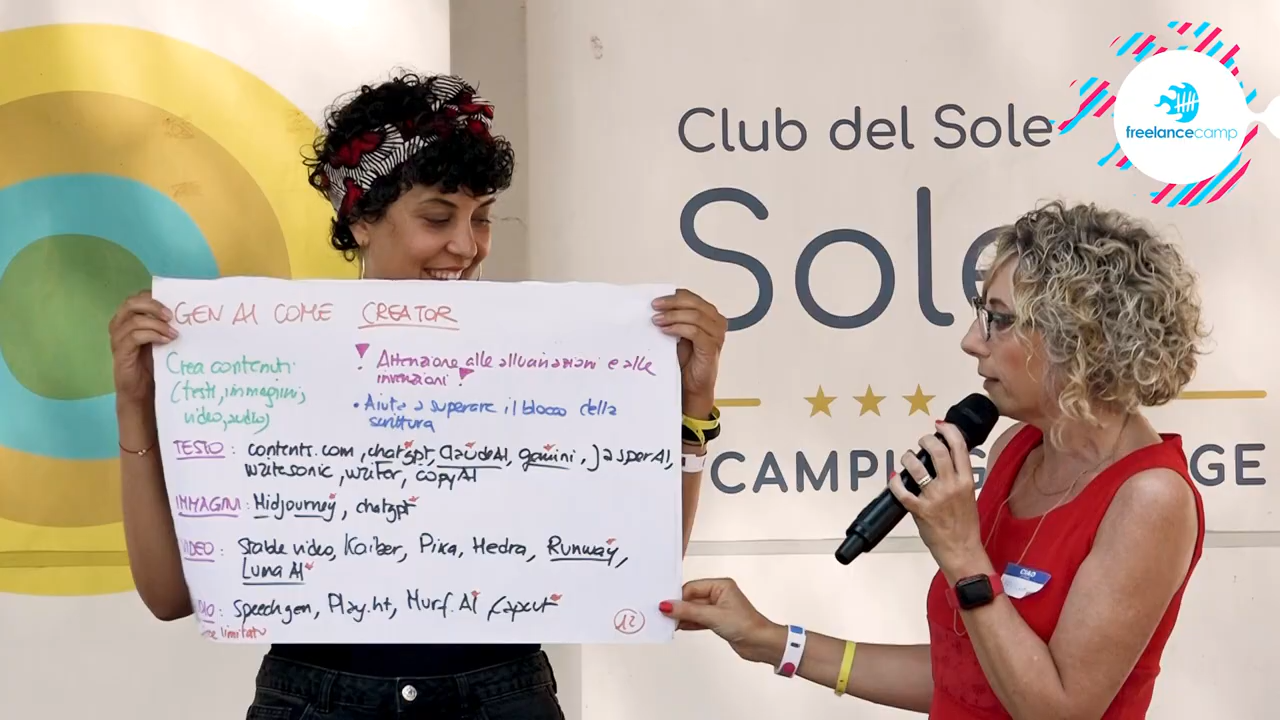 freelancecamp
Club del Sole
Sole
CAMPI
GE
GEN AI COME CREATOR
Crea contenuti
(testi, immagini,
video, audio)
! Attenzione alle allucinazioni e alle
invenzioni!
• Aiuta a superare il blocco della
scrittura
TESTO: contents.com, chatgpt, ClaudeAI, gemini, JasperAI,
writesonic, writer, copyAI
IMMAGINI: Midjourney, chatgpt
VIDEO: Stable video, Kaiber, Pika, Hedra, Runway,
Luma AI
Speechgen, Play.ht, Murf.AI
limitato
12
CIAO